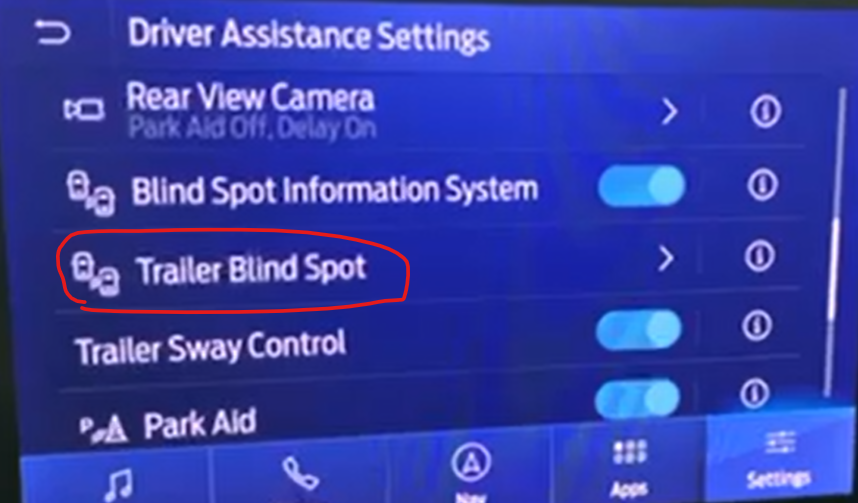 Driver Assistance Settings
Rear View Camera
Park Aid Off, Delay On
Blind Spot Information System
Trailer Blind Spot
Trailer Sway Control
Park Aid
Nav
Apps
Settings